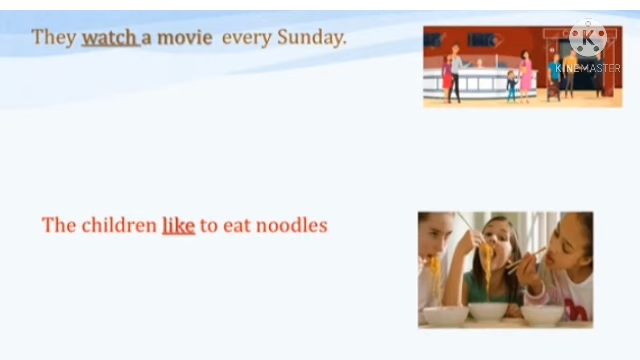 They watch a movie every Sunday.
K
KINEMASTER
The children like to eat noodles